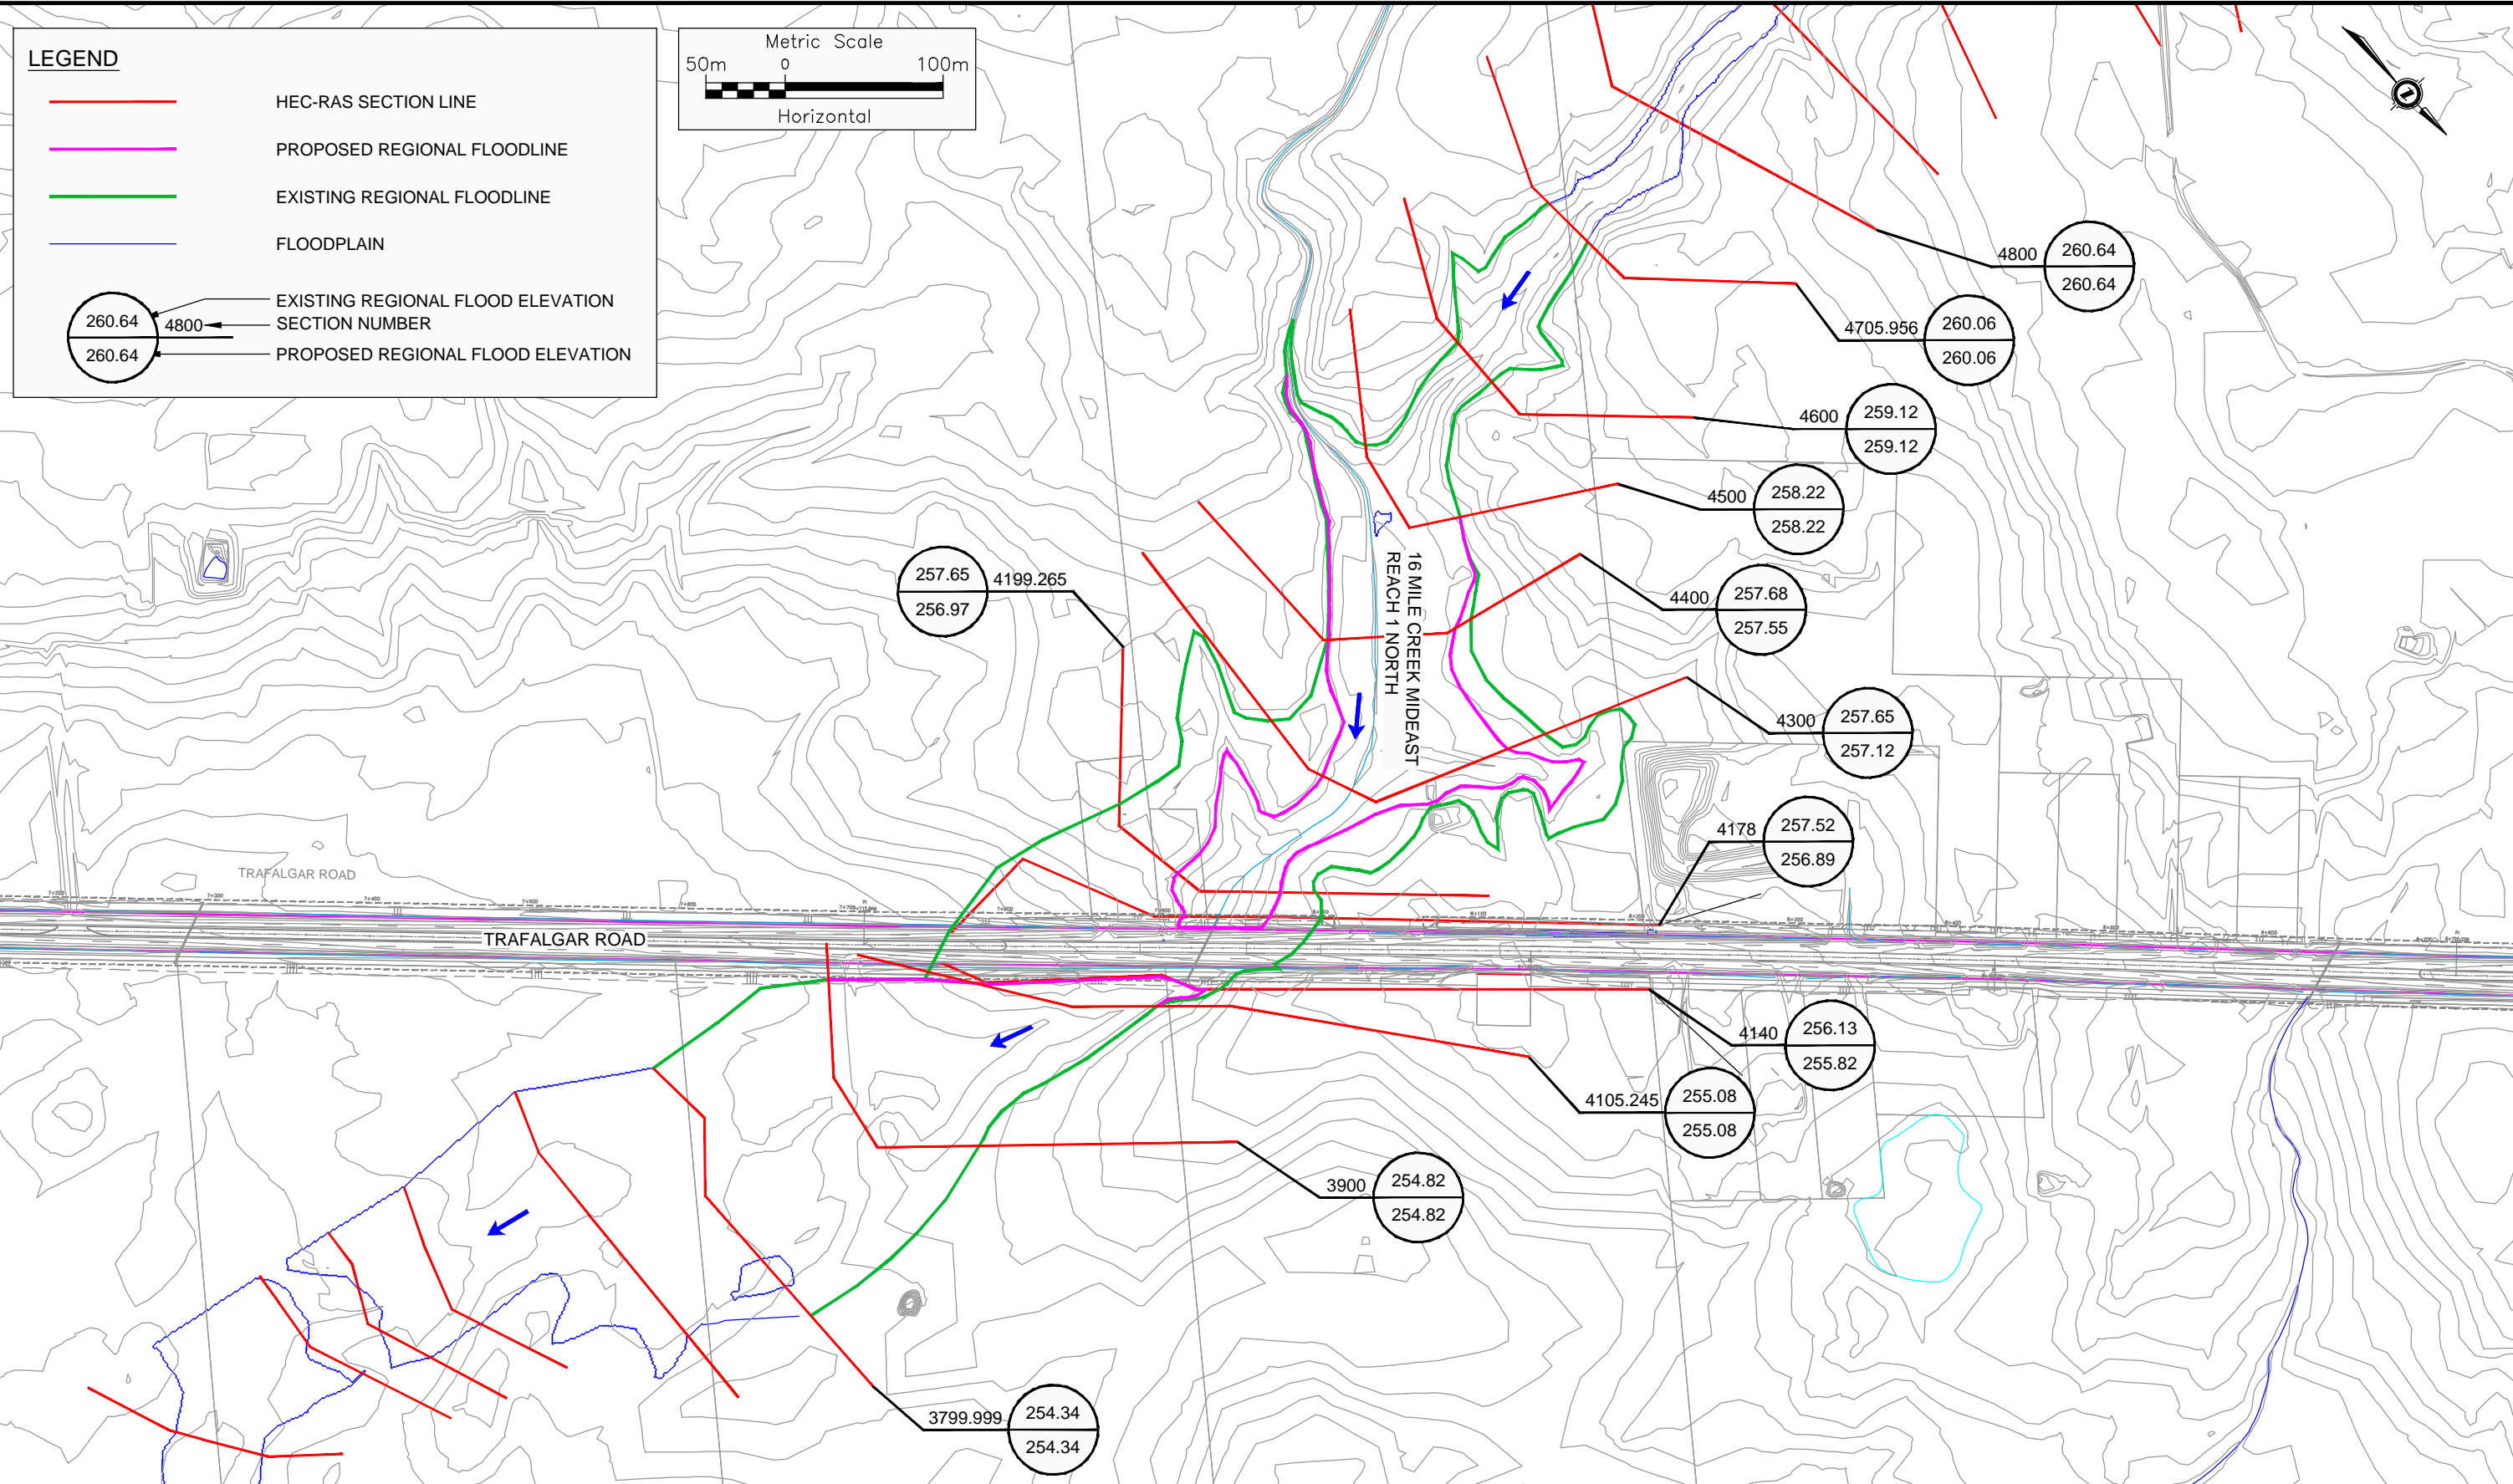 LEGEND
HEC-RAS SECTION LINE
PROPOSED REGIONAL FLOODLINE
EXISTING REGIONAL FLOODLINE
FLOODPLAIN
260.64
4800
260.64
EXISTING REGIONAL FLOOD ELEVATION
SECTION NUMBER
PROPOSED REGIONAL FLOOD ELEVATION
Metric Scale
50m 0 100m
Horizontal
4800
260.64
260.64
4705.956
260.06
260.06
4600
259.12
259.12
4500
258.22
258.22
4400
257.68
257.55
4199.265
257.65
256.97
16 MILE CREEK MIDEAST
REACH 1 NORTH
4300
257.65
257.12
4178
257.52
256.89
TRAFALGAR ROAD
TRAFALGAR ROAD
4140
256.13
255.82
4105.245
255.08
255.08
3900
254.82
254.82
3799.999
254.34
254.34